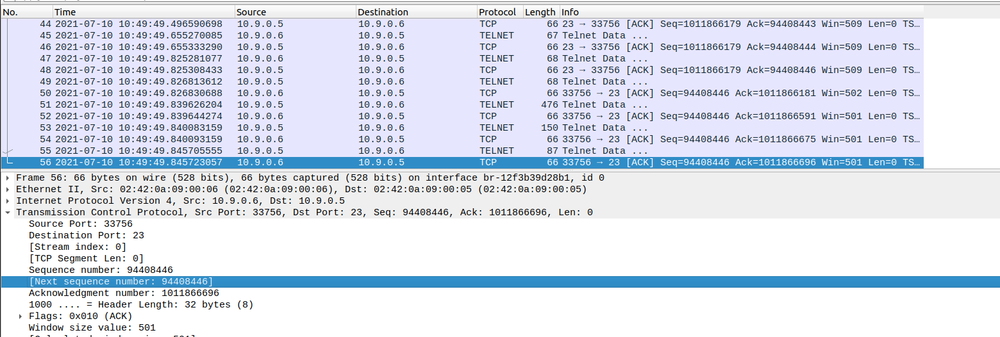 No. Time Source Destination Protocol Length Info
44 2021-07-10 10:49:49.496590698 10.9.0.5 10.9.0.6 TCP 66 23 → 33756 [ACK] Seq=1011866179 Ack=94408443 Win=509 Len=0 TS…
45 2021-07-10 10:49:49.655270085 10.9.0.6 10.9.0.5 TELNET 67 Telnet Data ...
46 2021-07-10 10:49:49.655333290 10.9.0.5 10.9.0.6 TCP 66 23 → 33756 [ACK] Seq=1011866179 Ack=94408444 Win=509 Len=0 TS…
47 2021-07-10 10:49:49.825281077 10.9.0.6 10.9.0.5 TELNET 68 Telnet Data ...
48 2021-07-10 10:49:49.825308433 10.9.0.5 10.9.0.6 TCP 66 23 → 33756 [ACK] Seq=1011866179 Ack=94408446 Win=509 Len=0 TS…
49 2021-07-10 10:49:49.826813612 10.9.0.5 10.9.0.6 TELNET 68 Telnet Data ...
50 2021-07-10 10:49:49.826830688 10.9.0.6 10.9.0.5 TCP 66 33756 → 23 [ACK] Seq=94408446 Ack=1011866181 Win=502 Len=0 TS…
51 2021-07-10 10:49:49.839626204 10.9.0.5 10.9.0.6 TELNET 476 Telnet Data ...
52 2021-07-10 10:49:49.839644274 10.9.0.6 10.9.0.5 TCP 66 33756 → 23 [ACK] Seq=94408446 Ack=1011866591 Win=501 Len=0 TS…
53 2021-07-10 10:49:49.840083159 10.9.0.5 10.9.0.6 TELNET 150 Telnet Data ...
54 2021-07-10 10:49:49.840093159 10.9.0.6 10.9.0.5 TCP 66 33756 → 23 [ACK] Seq=94408446 Ack=1011866675 Win=501 Len=0 TS…
55 2021-07-10 10:49:49.845705555 10.9.0.5 10.9.0.6 TELNET 87 Telnet Data ...
56 2021-07-10 10:49:49.845723057 10.9.0.6 10.9.0.5 TCP 66 33756 → 23 [ACK] Seq=94408446 Ack=1011866696 Win=501 Len=0 TS…
Frame 56: 66 bytes on wire (528 bits), 66 bytes captured (528 bits) on interface br-12f3b39d28b1, id 0
Ethernet II, Src: 02:42:0a:09:00:06 (02:42:0a:09:00:06), Dst: 02:42:0a:09:00:05 (02:42:0a:09:00:05)
Internet Protocol Version 4, Src: 10.9.0.6, Dst: 10.9.0.5
Transmission Control Protocol, Src Port: 33756, Dst Port: 23, Seq: 94408446, Ack: 1011866696, Len: 0
Source Port: 33756
Destination Port: 23
[Stream index: 0]
[TCP Segment Len: 0]
Sequence number: 94408446
[Next sequence number: 94408446]
Acknowledgment number: 1011866696
1000 .... = Header Length: 32 bytes (8)
Flags: 0x010 (ACK)
Window size value: 501